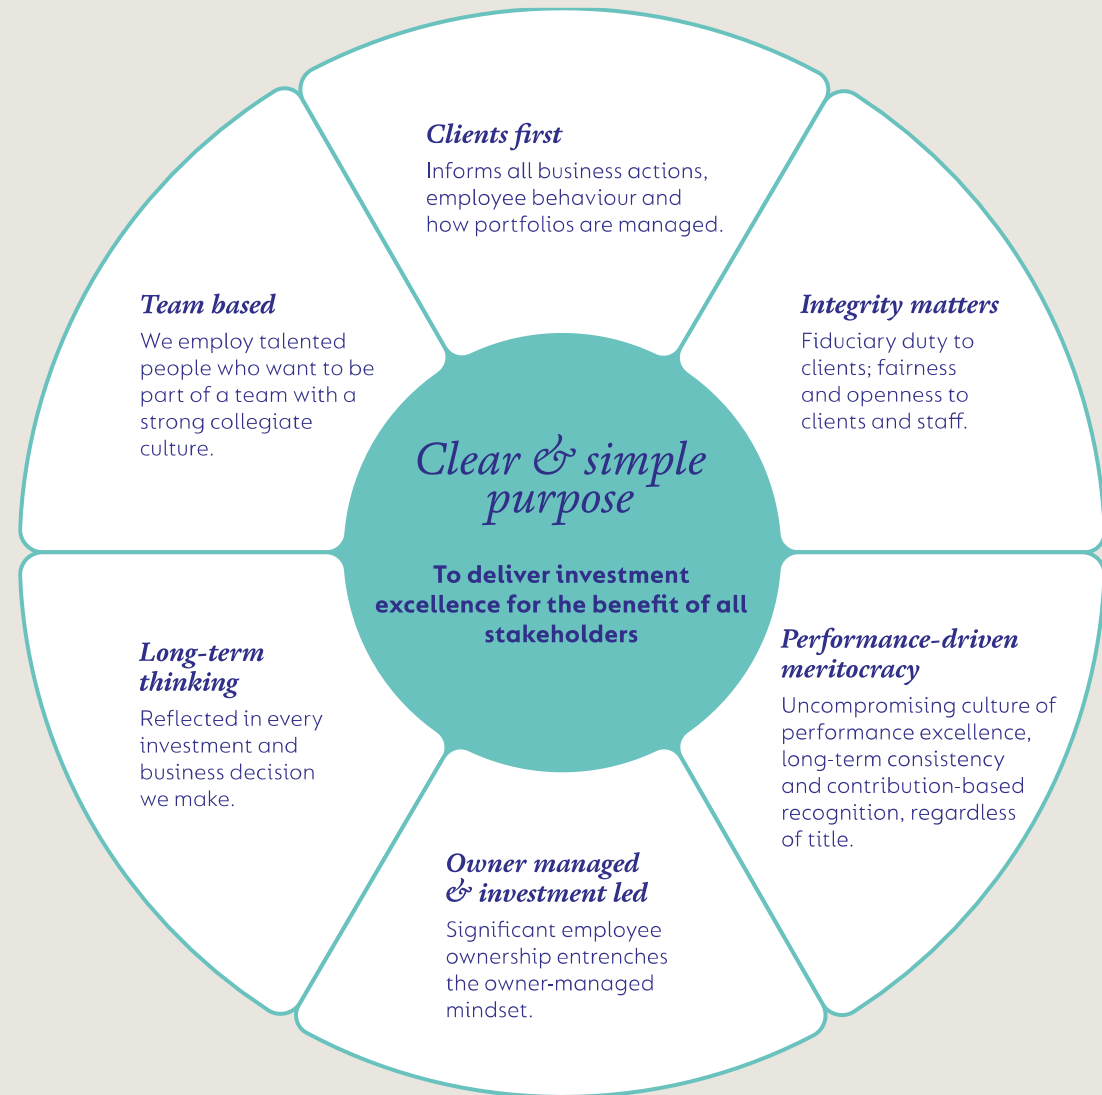 Clients first
Informs all business actions,
employee behaviour and
how portfolios are managed.
Integrity matters
Fiduciary duty to
clients; fairness
and openness to
clients and staff.
Performance-driven
meritocracy
Uncompromising culture of
performance excellence,
long-term consistency
and contribution-based
recognition, regardless
of title.
Owner managed
& investment led
Significant employee
ownership entrenches
the owner-managed
mindset.
Long-term
thinking
Reflected in every
investment and
business decision
we make.
Team based
We employ talented
people who want to be
part of a team with a
strong collegiate
culture.
Clear & simple
purpose
To deliver investment
excellence for the benefit of all
stakeholders